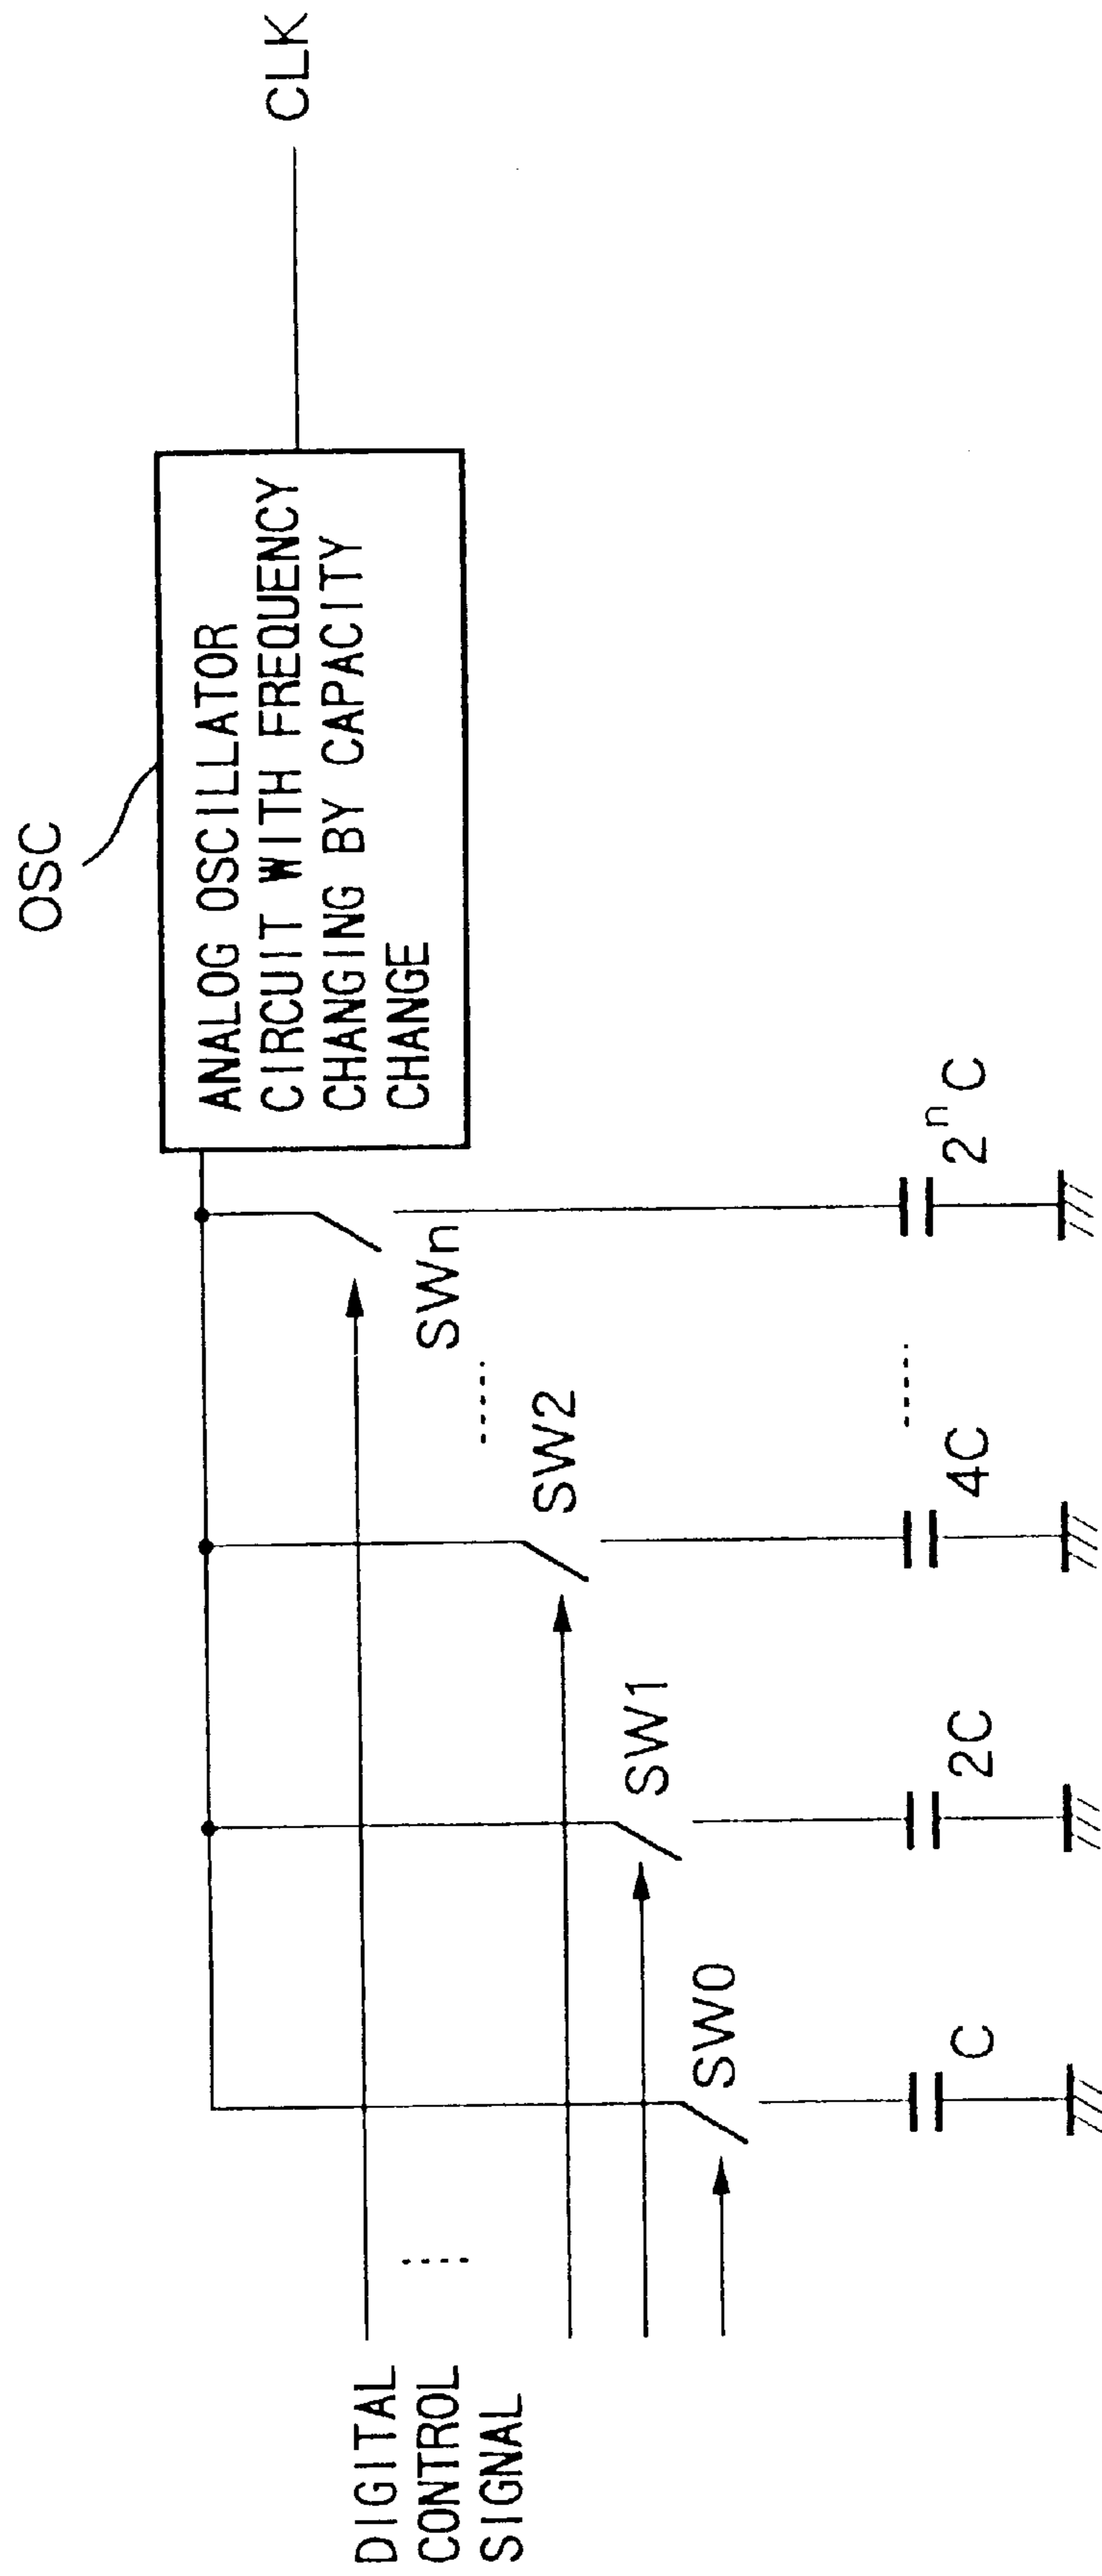 OSC
ANALOG OSCILLATOR
CIRCUIT WITH FREQUENCY
CHANGING BY CAPACITY
CHANGE
CLK
DIGITAL
CONTROL
SIGNAL
SWn
SW2
SW1
SW0
C
2C
4C
2ⁿC